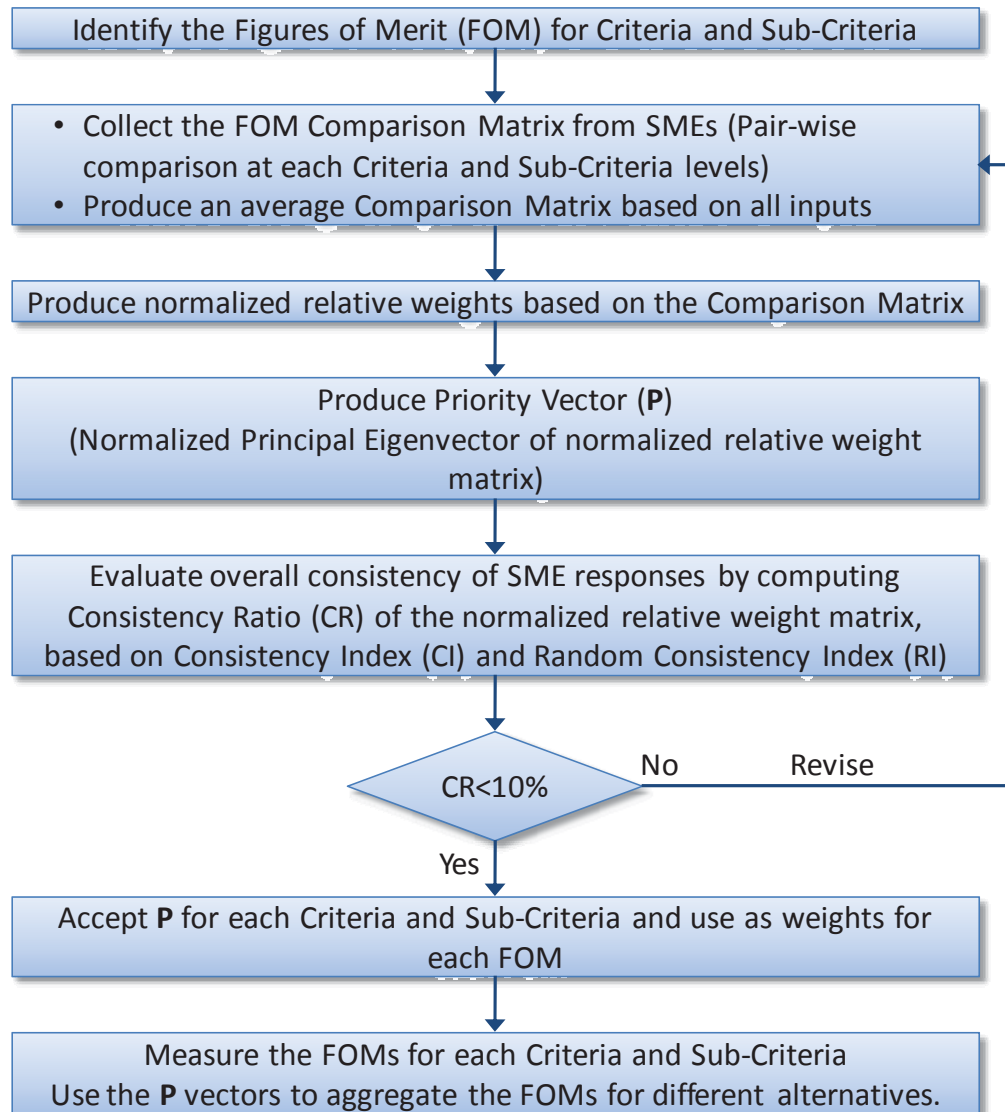 Identify the Figures of Merit (FOM) for Criteria and Sub-Criteria
• Collect the FOM Comparison Matrix from SMEs (Pair-wise
comparison at each Criteria and Sub-Criteria levels)
• Produce an average Comparison Matrix based on all inputs
Produce normalized relative weights based on the Comparison Matrix
Produce Priority Vector (P)
(Normalized Principal Eigenvector of normalized relative weight
matrix)
Evaluate overall consistency of SME responses by computing
Consistency Ratio (CR) of the normalized relative weight matrix,
based on Consistency Index (CI) and Random Consistency Index (RI)
CR<10%
No
Revise
Yes
Accept P for each Criteria and Sub-Criteria and use as weights for
each FOM
Measure the FOMs for each Criteria and Sub-Criteria
Use the P vectors to aggregate the FOMs for different alternatives.